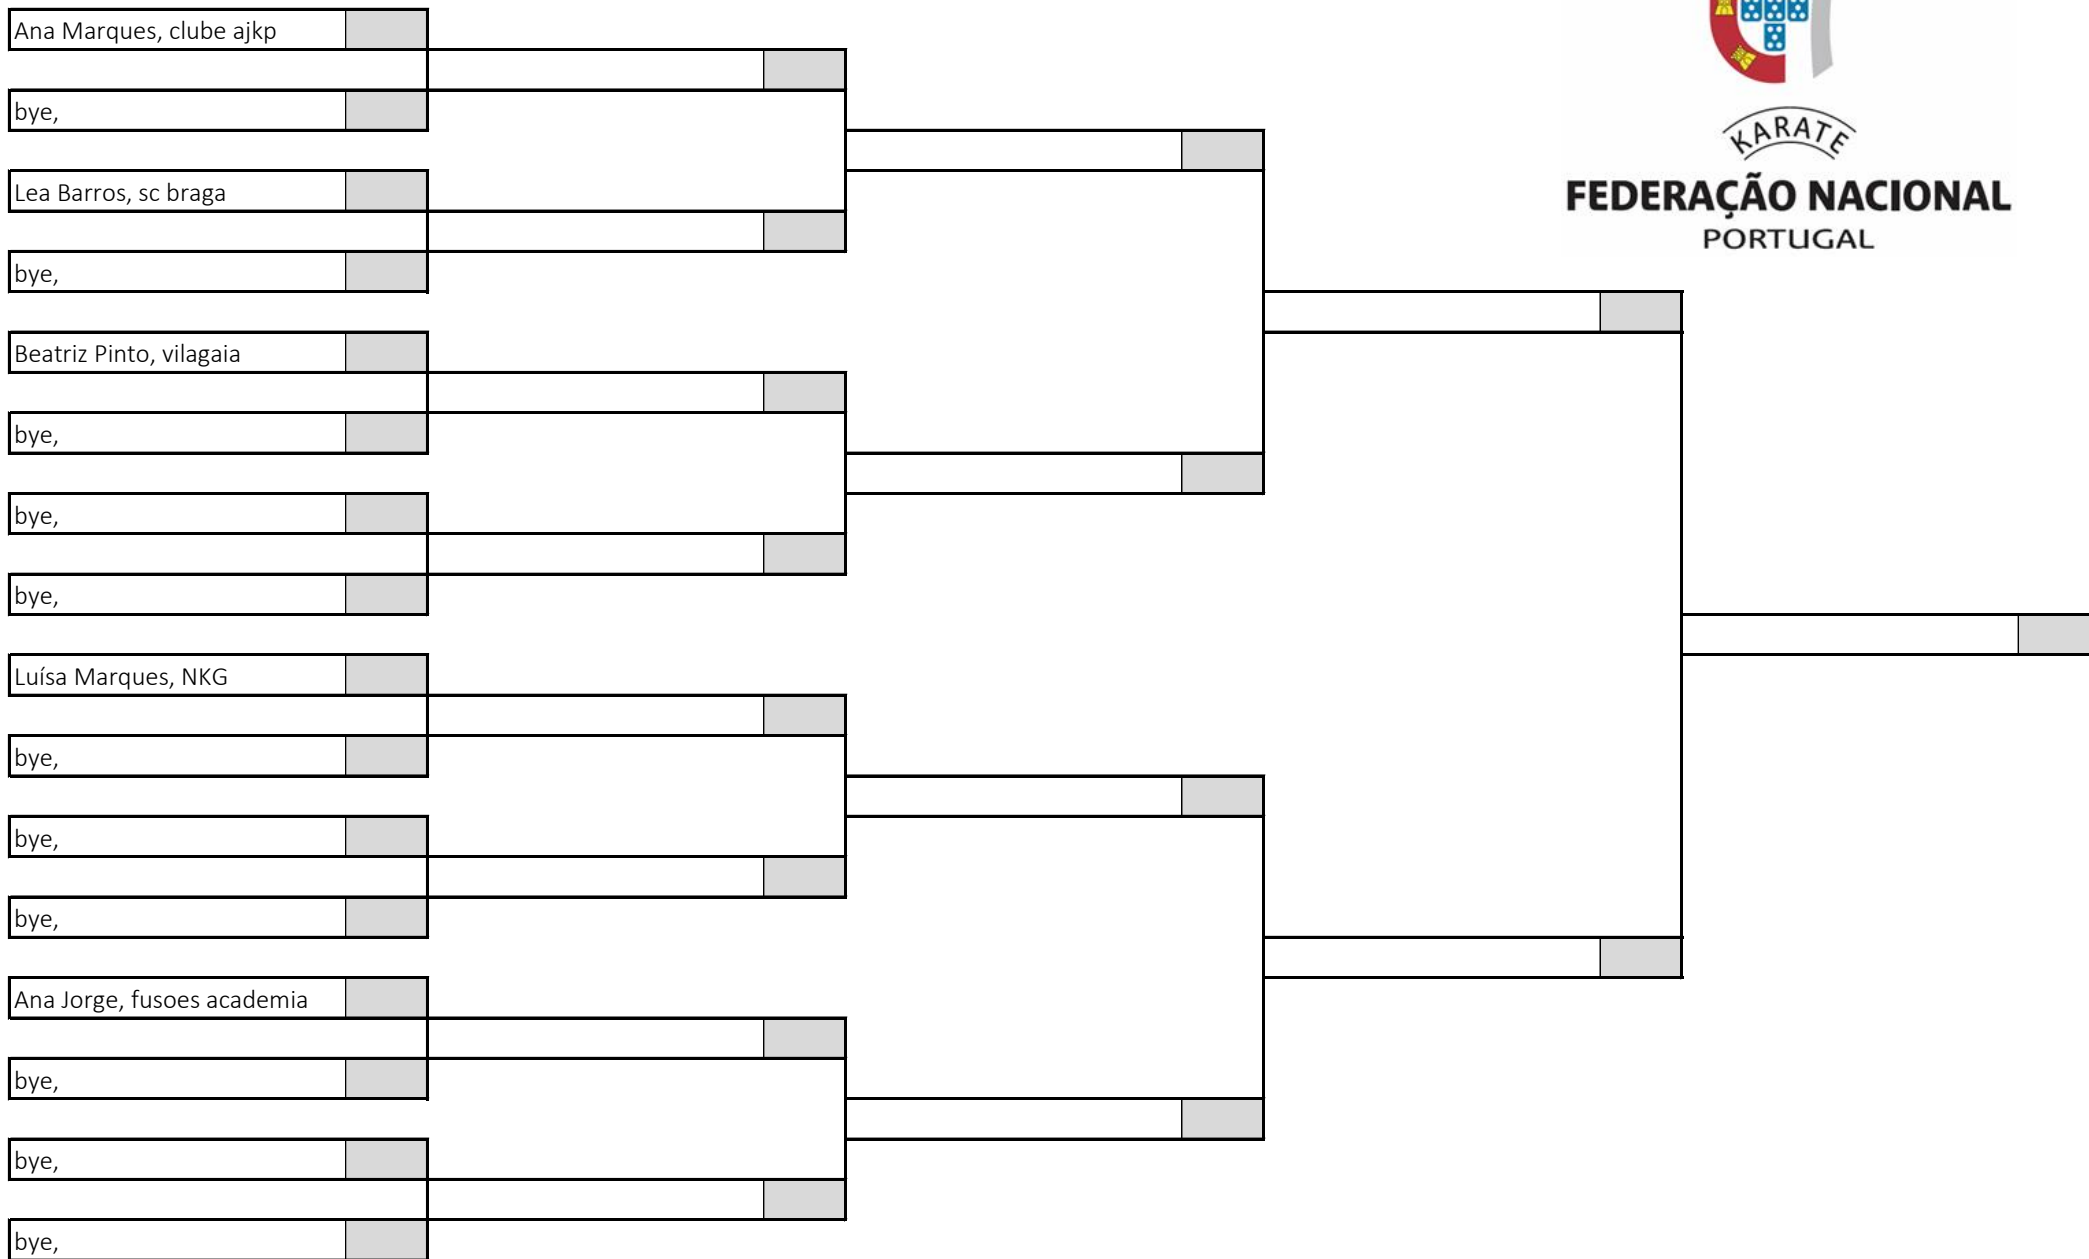 Ana Marques, clube ajkp
bye,
Lea Barros, sc braga
bye,
Beatriz Pinto, vilagaia
bye,
bye,
bye,
Luísa Marques, NKG
bye,
bye,
bye,
Ana Jorge, fusoes academia
bye,
bye,
bye,
KARATE
FEDERAÇÃO NACIONAL
PORTUGAL